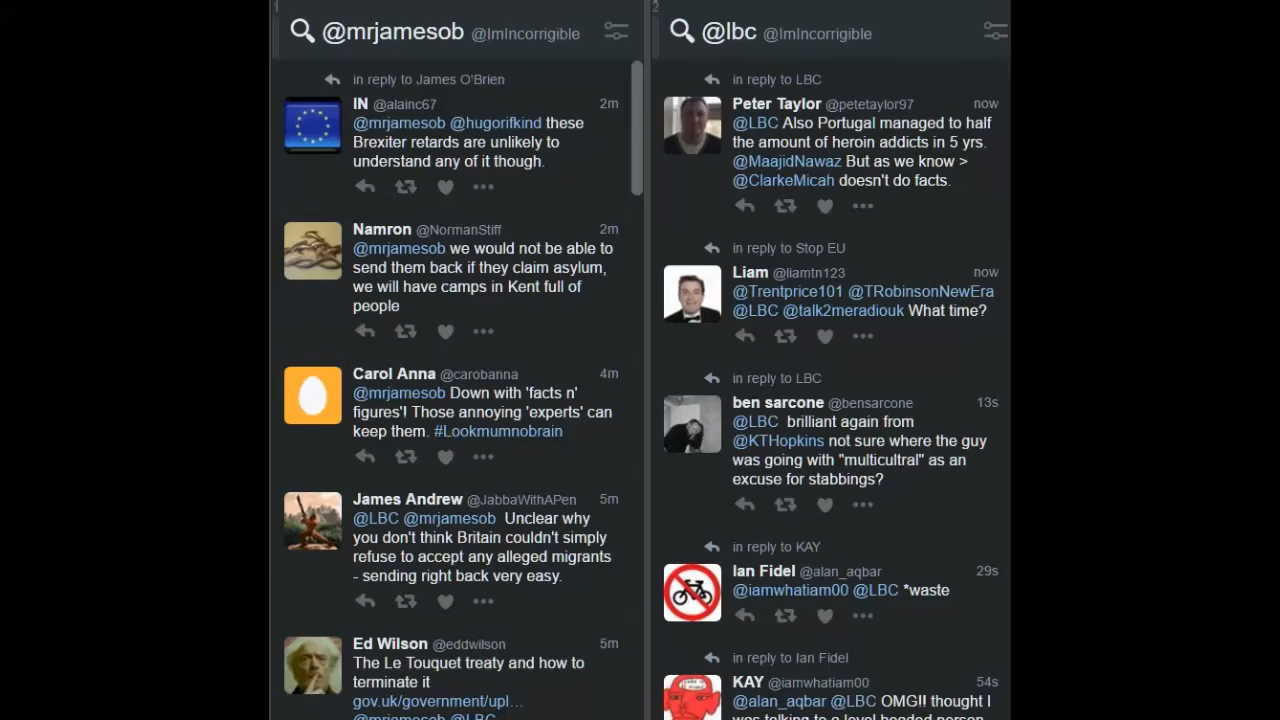 1
@mrjamesob @ImIncorrigible
in reply to James O'Brien
IN @alainc67 2m
@mrjamesob @hugorifkind these
Brexiter retards are unlikely to
understand any of it though.
Namron @NormanStiff 2m
@mrjamesob we would not be able to
send them back if they claim asylum,
we will have camps in Kent full of
people
Carol Anna @carobanna 4m
@mrjamesob Down with 'facts n'
figures'! Those annoying 'experts' can
keep them. #Lookmumnobrain
James Andrew @JabbaWithAPen 5m
@LBC @mrjamesob Unclear why
you don't think Britain couldn't simply
refuse to accept any alleged migrants
- sending right back very easy.
Ed Wilson @eddwilson 5m
The Le Touquet treaty and how to
terminate it
gov.uk/government/upl...
@mrjamesob @LBC
2
@lbc @ImIncorrigible
in reply to LBC
Peter Taylor @petetaylor97 now
@LBC Also Portugal managed to half
the amount of heroin addicts in 5 yrs.
@MaajidNawaz But as we know >
@ClarkeMicah doesn't do facts.
in reply to Stop EU
Liam @liamtn123 now
@Trentprice101 @TRobinsonNewEra
@LBC @talk2meradiouk What time?
in reply to LBC
ben sarcone @bensarcone 13s
@LBC brilliant again from
@KTHopkins not sure where the guy
was going with "multicultral" as an
excuse for stabbings?
in reply to KAY
Ian Fidel @alan_aqbar 29s
@iamwhatiam00 @LBC *waste
in reply to Ian Fidel
KAY @iamwhatiam00 54s
@alan_aqbar @LBC OMG!! thought I
was talking to a level headed person